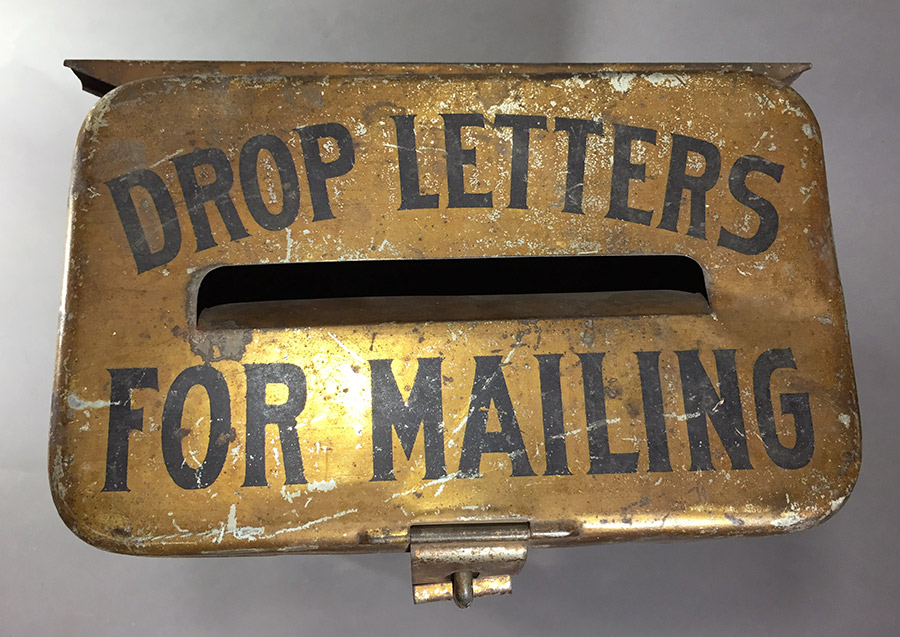 DROP LETTERS
FOR MAILING